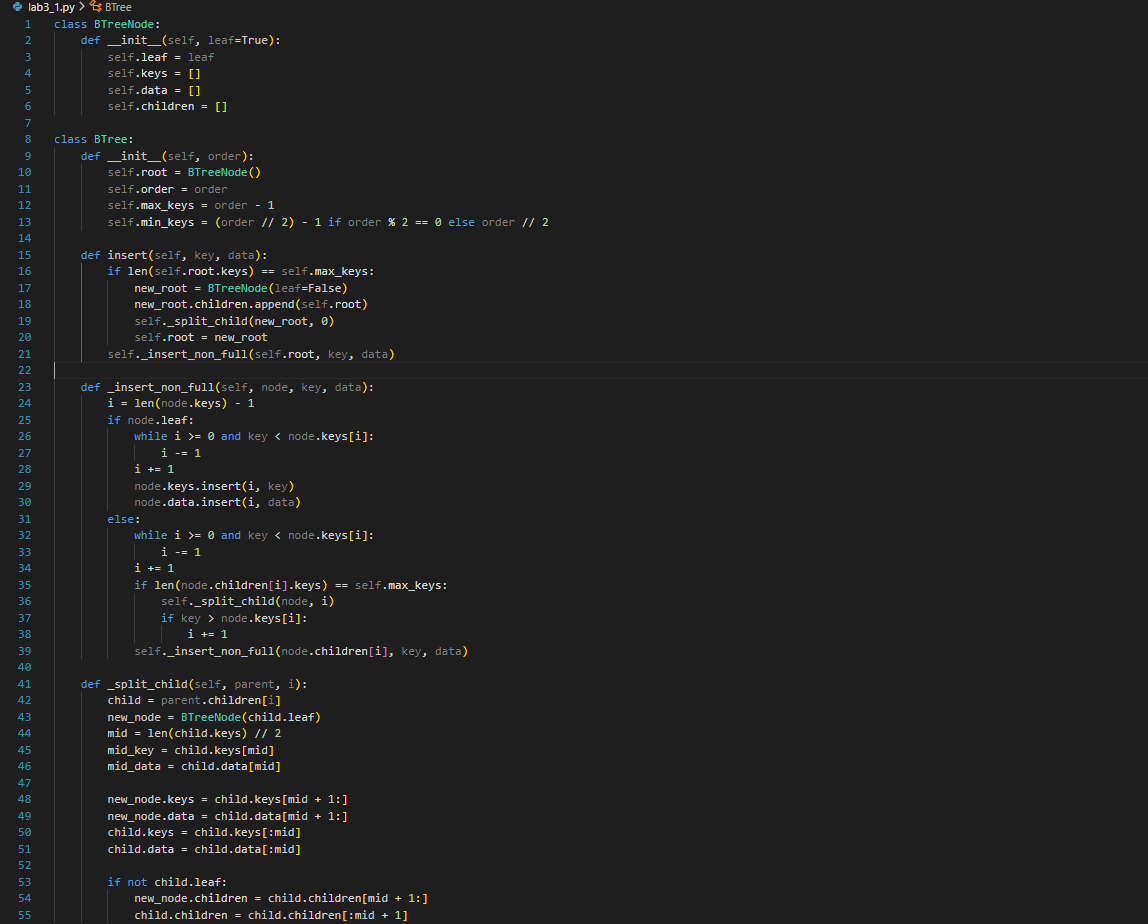 lab3_1.py > BTree
1 class BTreeNode:
2     def __init__(self, leaf=True):
3         self.leaf = leaf
4         self.keys = []
5         self.data = []
6         self.children = []
7
8 class BTree:
9     def __init__(self, order):
10         self.root = BTreeNode()
11         self.order = order
12         self.max_keys = order - 1
13         self.min_keys = (order // 2) - 1 if order % 2 == 0 else order // 2
14
15     def insert(self, key, data):
16         if len(self.root.keys) == self.max_keys:
17             new_root = BTreeNode(leaf=False)
18             new_root.children.append(self.root)
19             self._split_child(new_root, 0)
20             self.root = new_root
21         self._insert_non_full(self.root, key, data)
22
23     def _insert_non_full(self, node, key, data):
24         i = len(node.keys) - 1
25         if node.leaf:
26             while i >= 0 and key < node.keys[i]:
27                 i -= 1
28             i += 1
29             node.keys.insert(i, key)
30             node.data.insert(i, data)
31         else:
32             while i >= 0 and key < node.keys[i]:
33                 i -= 1
34             i += 1
35             if len(node.children[i].keys) == self.max_keys:
36                 self._split_child(node, i)
37                 if key > node.keys[i]:
38                     i += 1
39             self._insert_non_full(node.children[i], key, data)
40
41     def _split_child(self, parent, i):
42         child = parent.children[i]
43         new_node = BTreeNode(child.leaf)
44         mid = len(child.keys) // 2
45         mid_key = child.keys[mid]
46         mid_data = child.data[mid]
47
48         new_node.keys = child.keys[mid + 1:]
49         new_node.data = child.data[mid + 1:]
50         child.keys = child.keys[:mid]
51         child.data = child.data[:mid]
52
53         if not child.leaf:
54             new_node.children = child.children[mid + 1:]
55             child.children = child.children[:mid + 1]